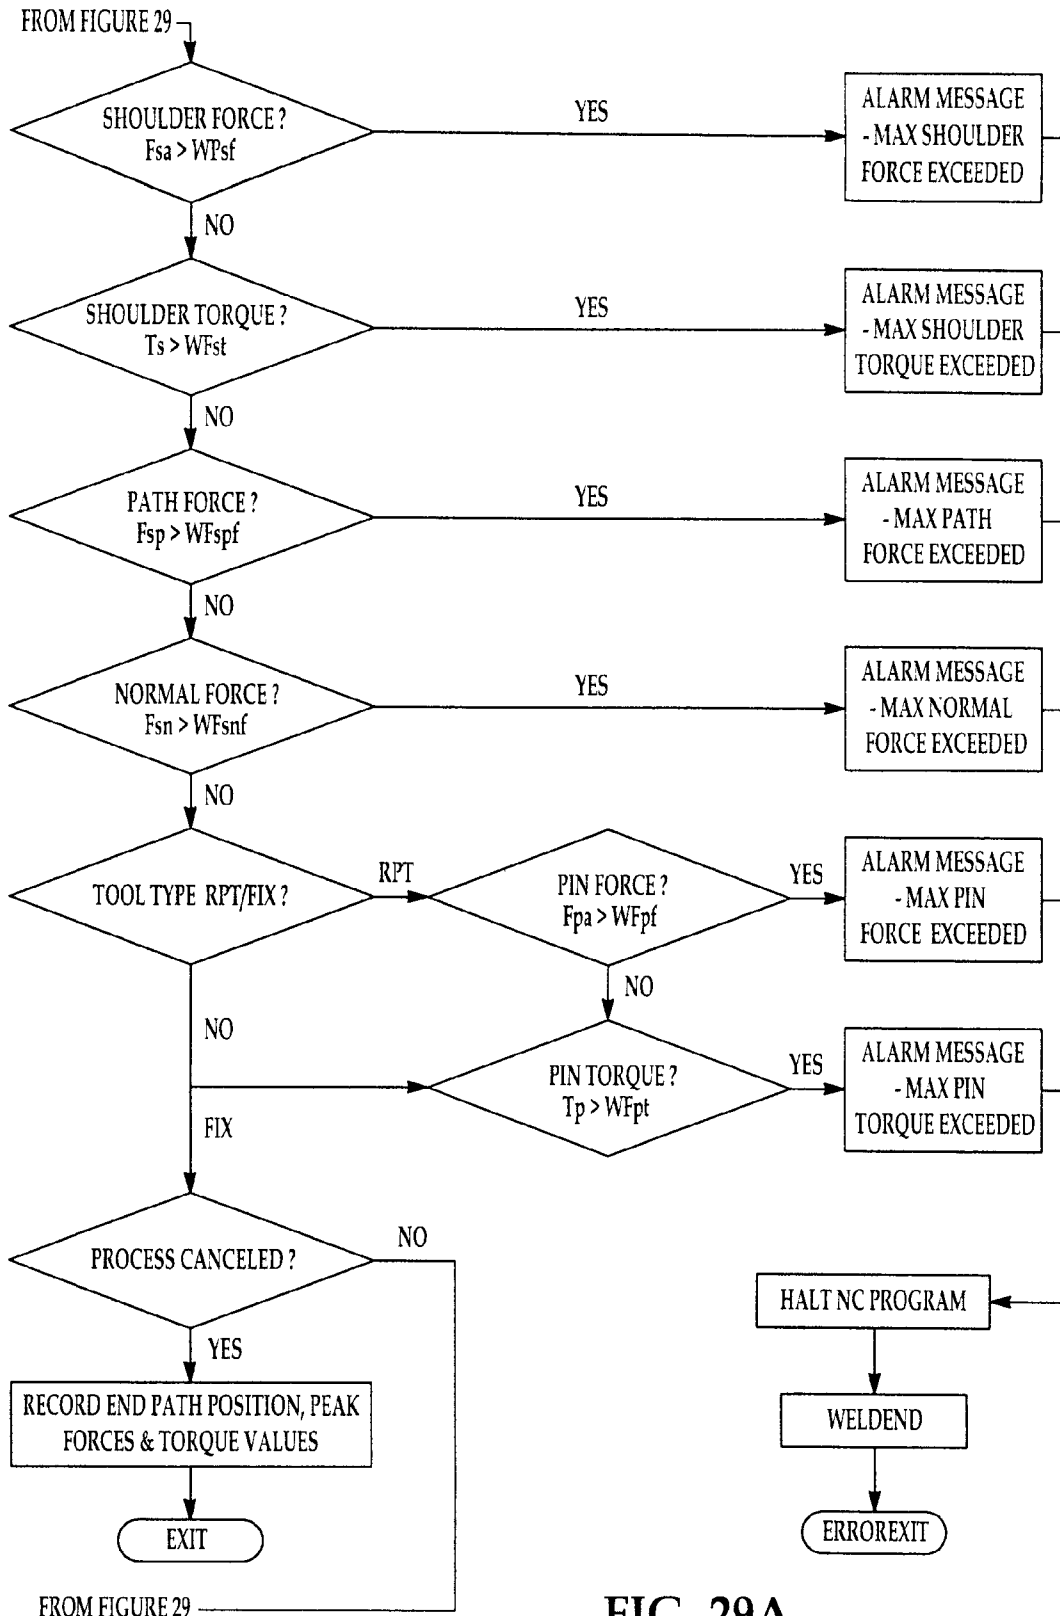 FROM FIGURE 29
SHOULDER FORCE ?
Fsa > WPsf
YES
ALARM MESSAGE
- MAX SHOULDER
FORCE EXCEEDED
NO
SHOULDER TORQUE ?
Ts > WFst
YES
ALARM MESSAGE
- MAX SHOULDER
TORQUE EXCEEDED
NO
PATH FORCE ?
Fsp > WFspf
YES
ALARM MESSAGE
- MAX PATH
FORCE EXCEEDED
NO
NORMAL FORCE ?
Fsn > WFsnf
YES
ALARM MESSAGE
- MAX NORMAL
FORCE EXCEEDED
NO
TOOL TYPE RPT/FIX ?
RPT
PIN FORCE ?
Fpa > WFpf
YES
ALARM MESSAGE
- MAX PIN
FORCE EXCEEDED
NO
NO
PIN TORQUE ?
Tp > WFpt
YES
ALARM MESSAGE
- MAX PIN
TORQUE EXCEEDED
FIX
PROCESS CANCELED ?
NO
YES
RECORD END PATH POSITION, PEAK
FORCES & TORQUE VALUES
EXIT
FROM FIGURE 29
HALT NC PROGRAM
WELDEND
ERROREXIT
FIG. 29A